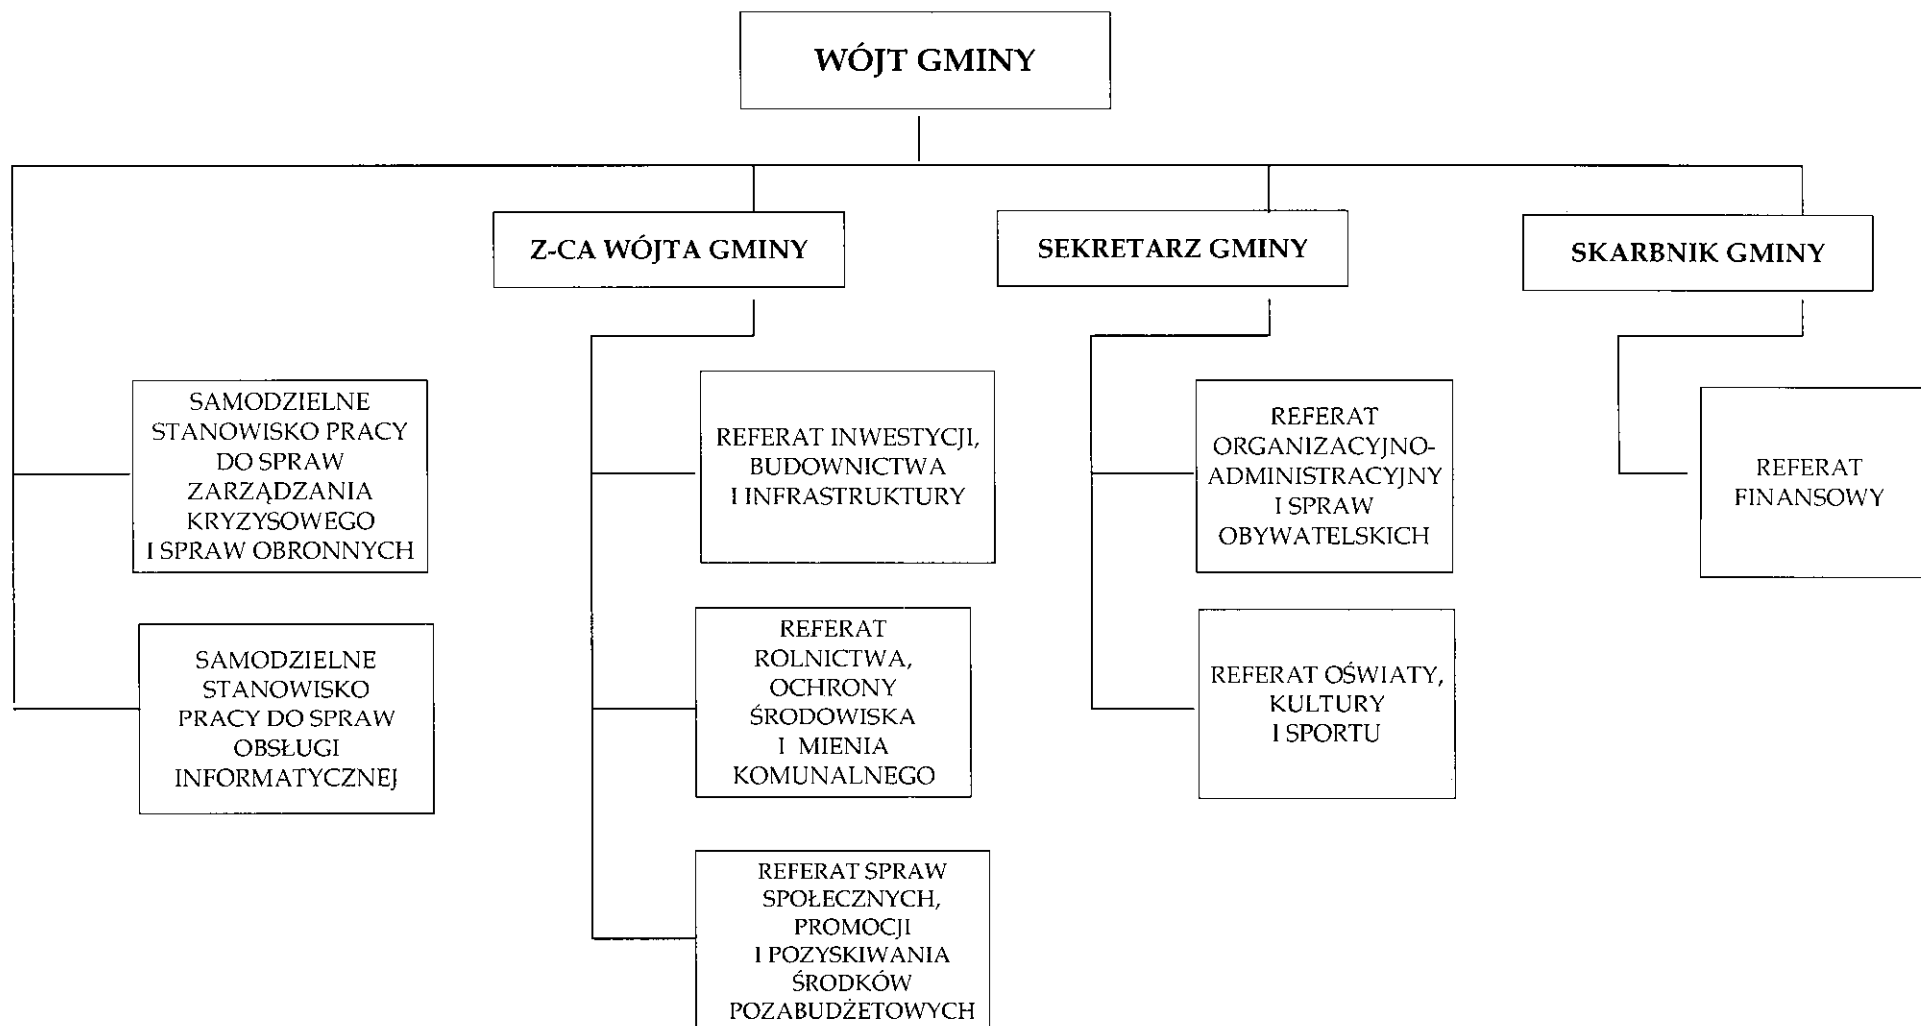 WÓJT GMINY
Z-CA WÓJTA GMINY
SEKRETARZ GMINY
SKARBNIK GMINY
SAMODZIELNE
STANOWISKO PRACY
DO SPRAW
ZARZĄDZANIA
KRYZYSOWEGO
I SPRAW OBRONNYCH
SAMODZIELNE
STANOWISKO
PRACY DO SPRAW
OBSŁUGI
INFORMATYCZNEJ
REFERAT INWESTYCJI,
BUDOWNICTWA
I INFRASTRUKTURY
REFERAT
ROLNICTWA,
OCHRONY
ŚRODOWISKA
I MIENIA
KOMUNALNEGO
REFERAT SPRAW
SPOŁECZNYCH,
PROMOCJI
I POZYSKIWANIA
ŚRODKÓW
POZABUDŻETOWYCH
REFERAT
ORGANIZACYJNO-
ADMINISTRACYJNY
I SPRAW
OBYWATELSKICH
REFERAT OŚWIATY,
KULTURY
I SPORTU
REFERAT
FINANSOWY